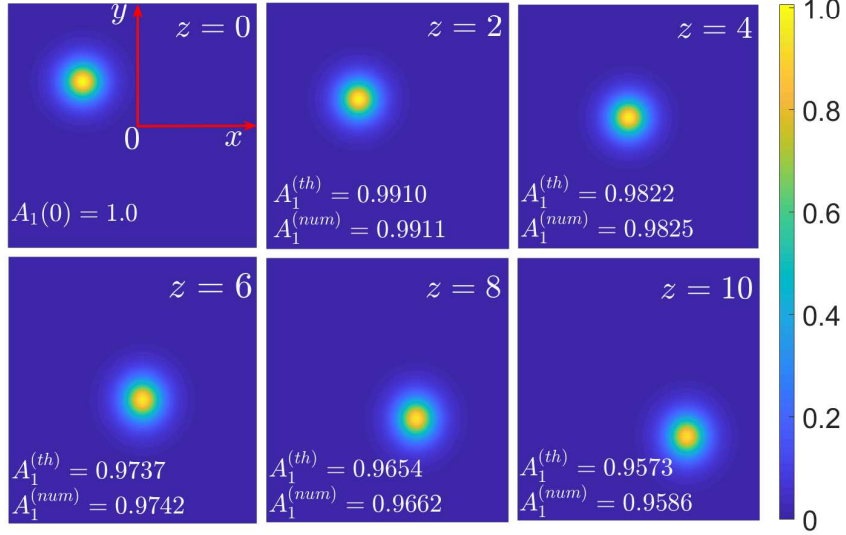 y
z = 0
0
x
A_1(0) = 1.0
z = 2
A_1^{(th)} = 0.9910
A_1^{(num)} = 0.9911
z = 4
A_1^{(th)} = 0.9822
A_1^{(num)} = 0.9825
z = 6
A_1^{(th)} = 0.9737
A_1^{(num)} = 0.9742
z = 8
A_1^{(th)} = 0.9654
A_1^{(num)} = 0.9662
z = 10
A_1^{(th)} = 0.9573
A_1^{(num)} = 0.9586
1.0
0.8
0.6
0.4
0.2
0